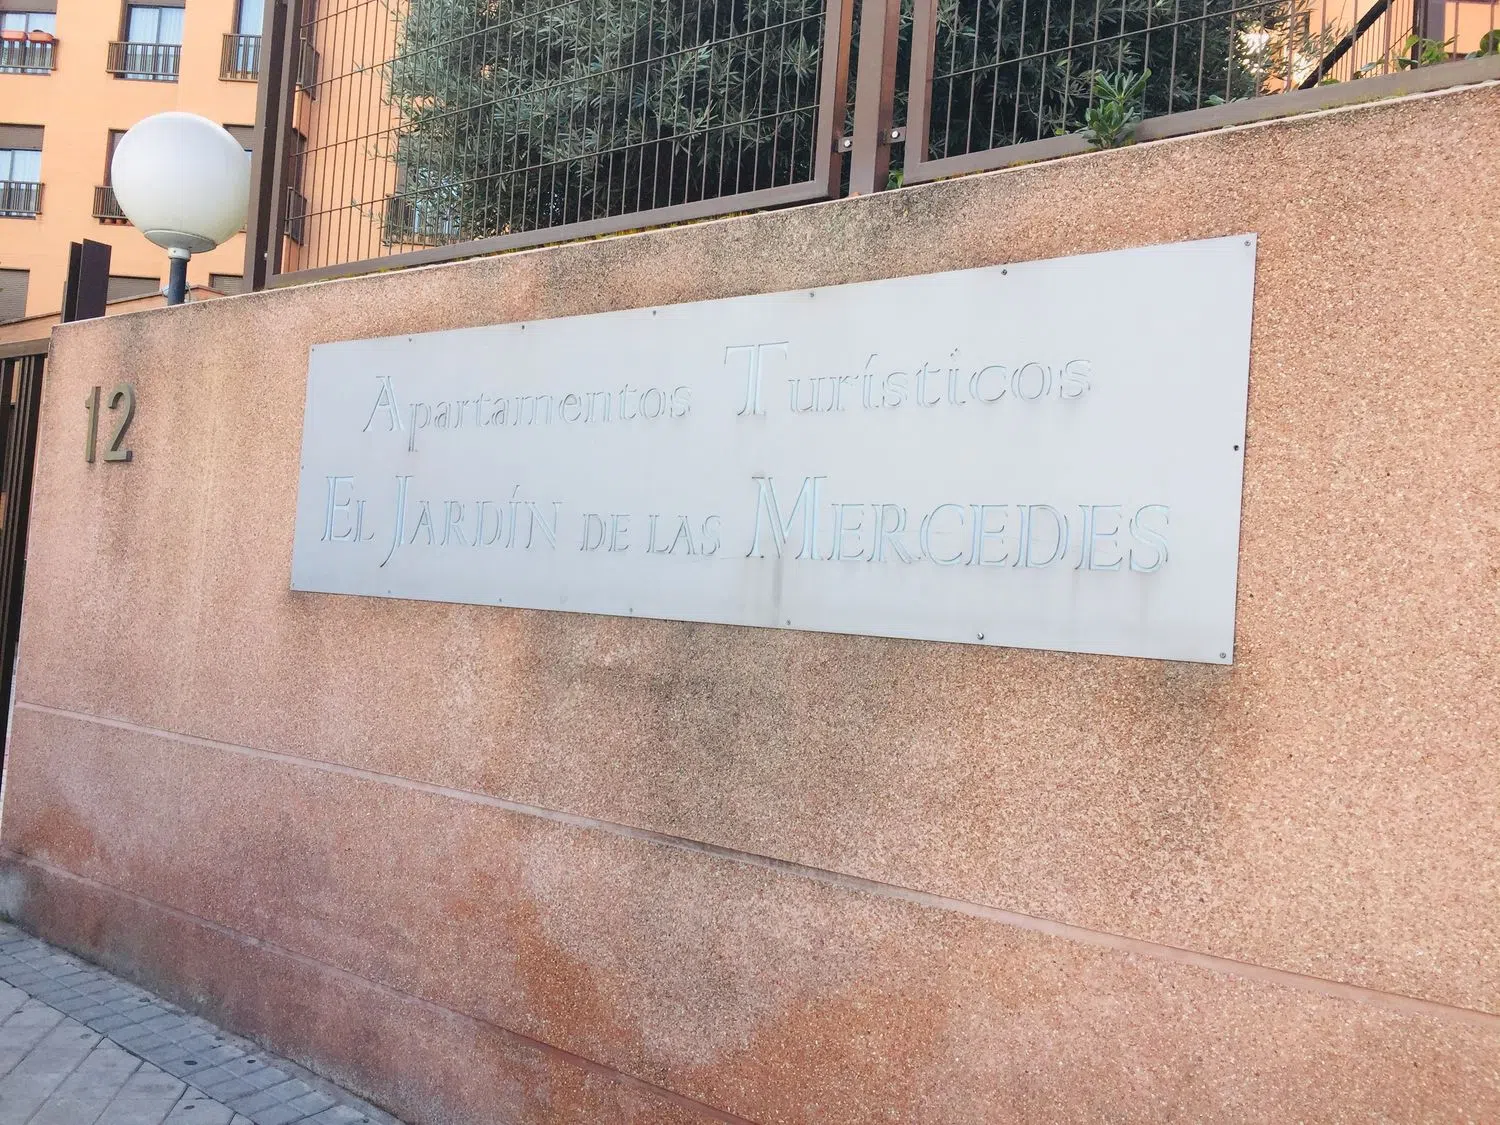 12
Apartamentos Turísticos
El Jardín de las Mercedes